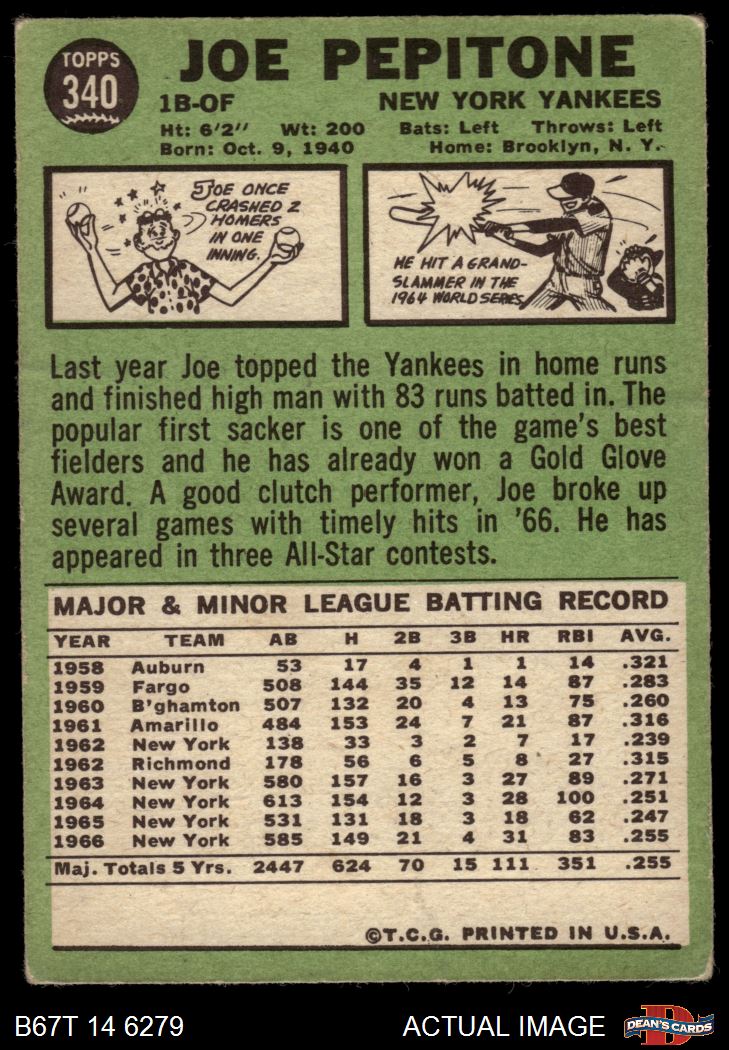 TOPPS
340
JOE PEPITONE
1B-OF
NEW YORK YANKEES
Ht: 6'2" Wt: 200 Bats: Left Throws: Left
Born: Oct. 9, 1940 Home: Brooklyn, N. Y.
JOE ONCE
CRASHED 2
HOMERS
IN ONE
INNING.
HE HIT A GRAND-
SLAMMER IN THE
1964 WORLD SERIES.
Last year Joe topped the Yankees in home runs
and finished high man with 83 runs batted in. The
popular first sacker is one of the game's best
fielders and he has already won a Gold Glove
Award. A good clutch performer, Joe broke up
several games with timely hits in '66. He has
appeared in three All-Star contests.
MAJOR & MINOR LEAGUE BATTING RECORD
YEAR TEAM AB H 2B 3B HR RBI AVG.
1958 Auburn 53 17 4 1 1 14 .321
1959 Fargo 508 144 35 12 14 87 .283
1960 B'ghamton 507 132 20 4 13 75 .260
1961 Amarillo 484 153 24 7 21 87 .316
1962 New York 138 33 3 2 7 17 .239
1962 Richmond 178 56 6 5 8 27 .315
1963 New York 580 157 16 3 27 89 .271
1964 New York 613 154 12 3 28 100 .251
1965 New York 531 131 18 3 18 62 .247
1966 New York 585 149 21 4 31 83 .255
Maj. Totals 5 Yrs. 2447 624 70 15 111 351 .255
©T.C.G. PRINTED IN U.S.A.
B67T 14 6279 ACTUAL IMAGE
DEAN'S CARDS